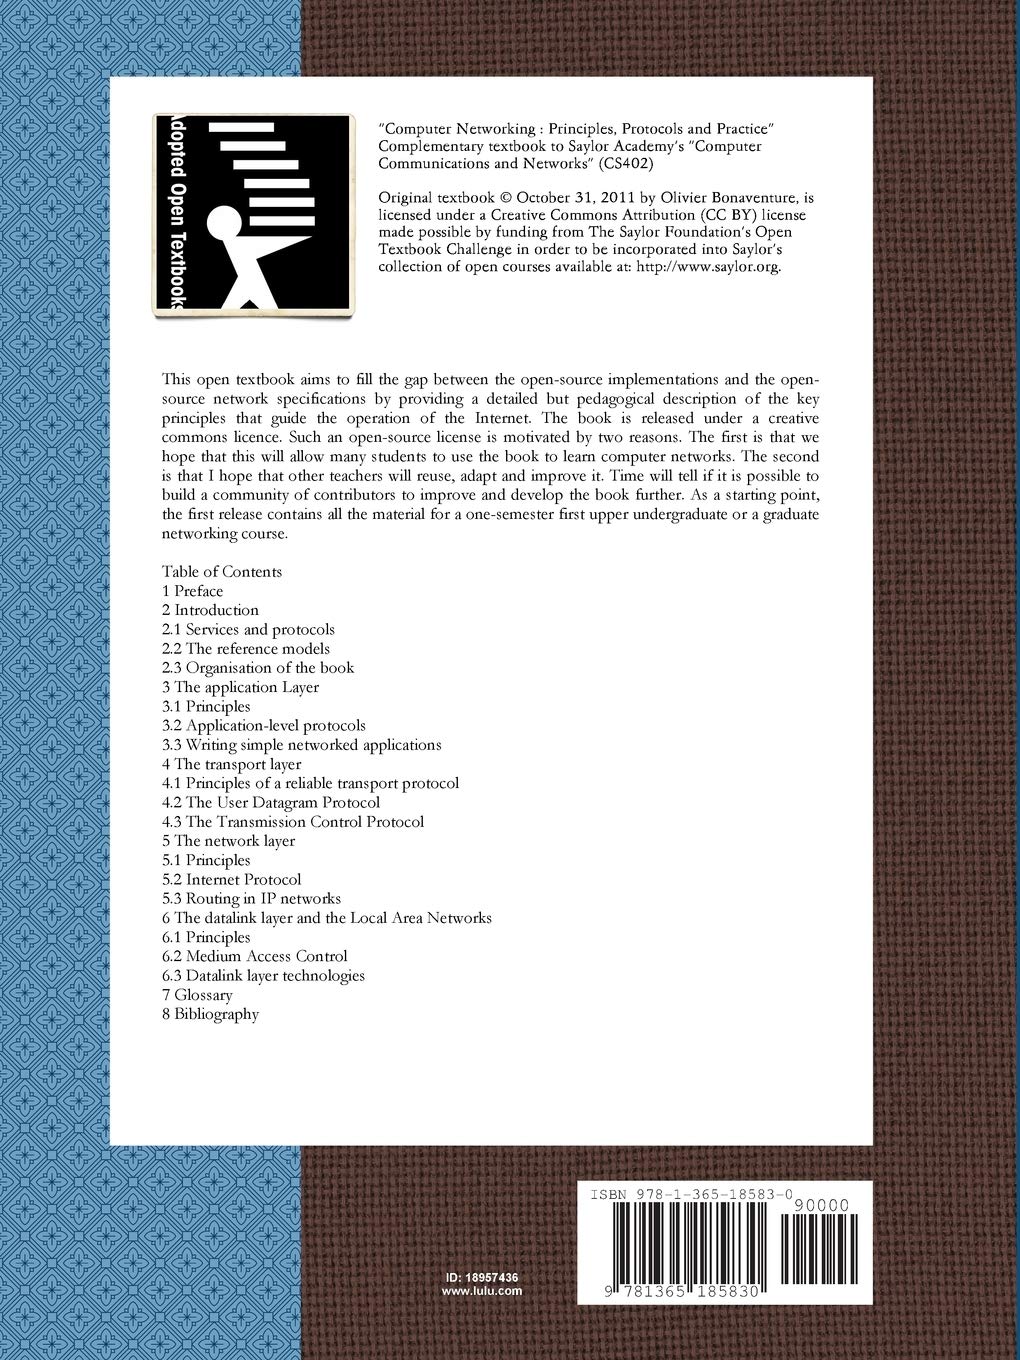 Adopted Open Textbooks
"Computer Networking : Principles, Protocols and Practice"
Complementary textbook to Saylor Academy's "Computer
Communications and Networks" (CS402)
Original textbook © October 31, 2011 by Olivier Bonaventure, is
licensed under a Creative Commons Attribution (CC BY) license
made possible by funding from The Saylor Foundation's Open
Textbook Challenge in order to be incorporated into Saylor's
collection of open courses available at: http://www.saylor.org.
This open textbook aims to fill the gap between the open-source implementations and the open-
source network specifications by providing a detailed but pedagogical description of the key
principles that guide the operation of the Internet. The book is released under a creative
commons licence. Such an open-source license is motivated by two reasons. The first is that we
hope that this will allow many students to use the book to learn computer networks. The second
is that I hope that other teachers will reuse, adapt and improve it. Time will tell if it is possible to
build a community of contributors to improve and develop the book further. As a starting point,
the first release contains all the material for a one-semester first upper undergraduate or a graduate
networking course.
Table of Contents
1 Preface
2 Introduction
2.1 Services and protocols
2.2 The reference models
2.3 Organisation of the book
3 The application Layer
3.1 Principles
3.2 Application-level protocols
3.3 Writing simple networked applications
4 The transport layer
4.1 Principles of a reliable transport protocol
4.2 The User Datagram Protocol
4.3 The Transmission Control Protocol
5 The network layer
5.1 Principles
5.2 Internet Protocol
5.3 Routing in IP networks
6 The datalink layer and the Local Area Networks
6.1 Principles
6.2 Medium Access Control
6.3 Datalink layer technologies
7 Glossary
8 Bibliography
ISBN 978-1-365-18583-0
90000
9 781365 185830
ID: 18957436
www.lulu.com